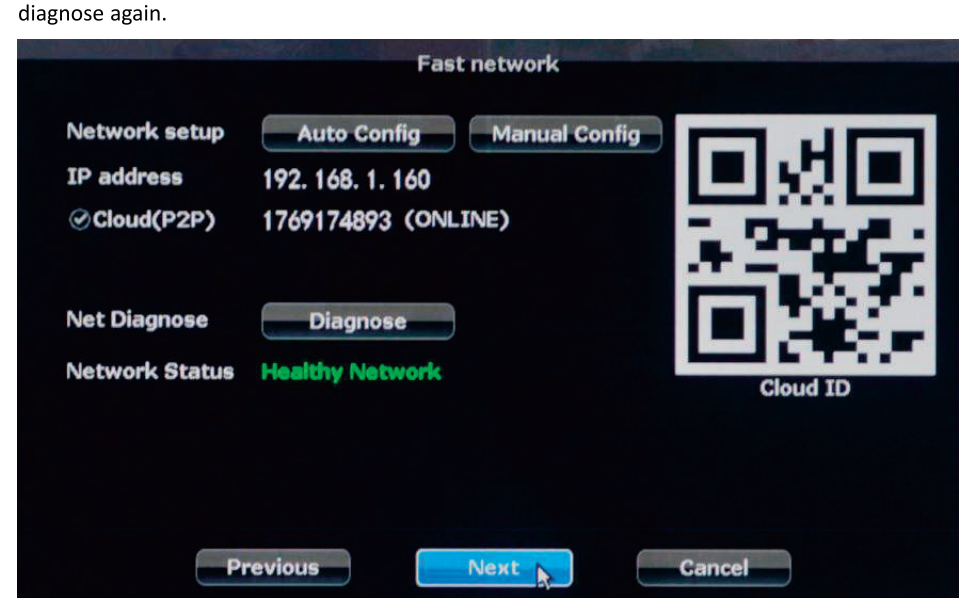 diagnose again.
Fast network
Network setup Auto Config Manual Config
IP address 192. 168. 1. 160
Cloud(P2P) 1769174893 (ONLINE)
Net Diagnose Diagnose
Network Status Healthy Network
Cloud ID
Previous Next Cancel